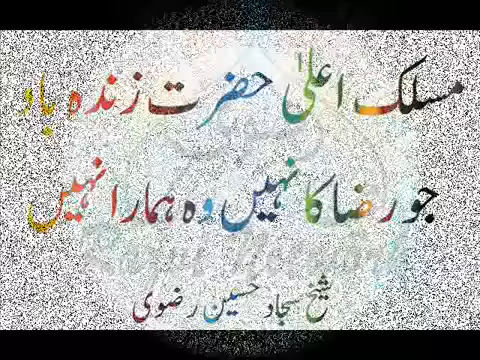 مسلک اعلیٰ حضرت زندہ باد
جو رضا کا نہیں وہ ہمارا نہیں
شیخ سجاد حسین رضوی